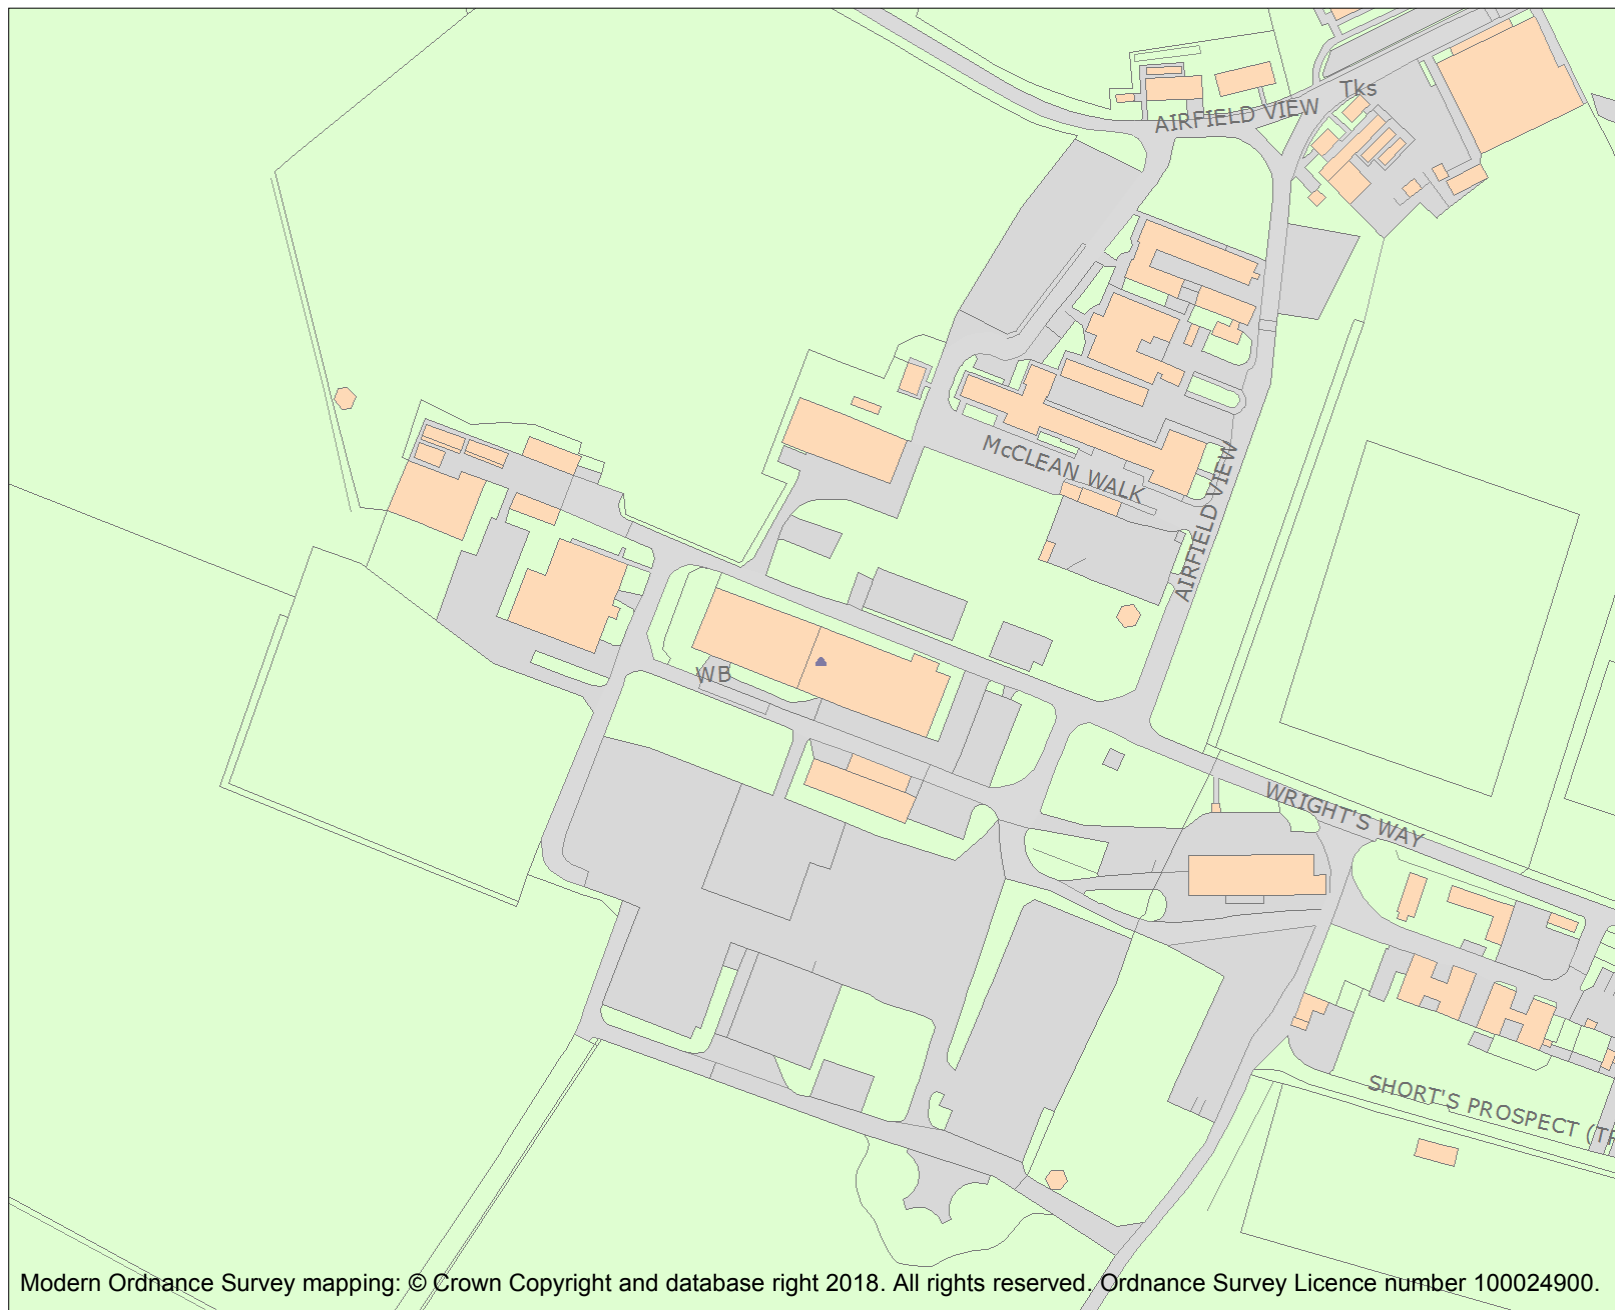 Tks
AIRFIELD VIEW
McCLEAN WALK
AIRFIELD VIEW
WB
WRIGHT'S WAY
SHORT'S PROSPECT (TR
Modern Ordnance Survey mapping: © Crown Copyright and database right 2018. All rights reserved. Ordnance Survey Licence number 100024900.